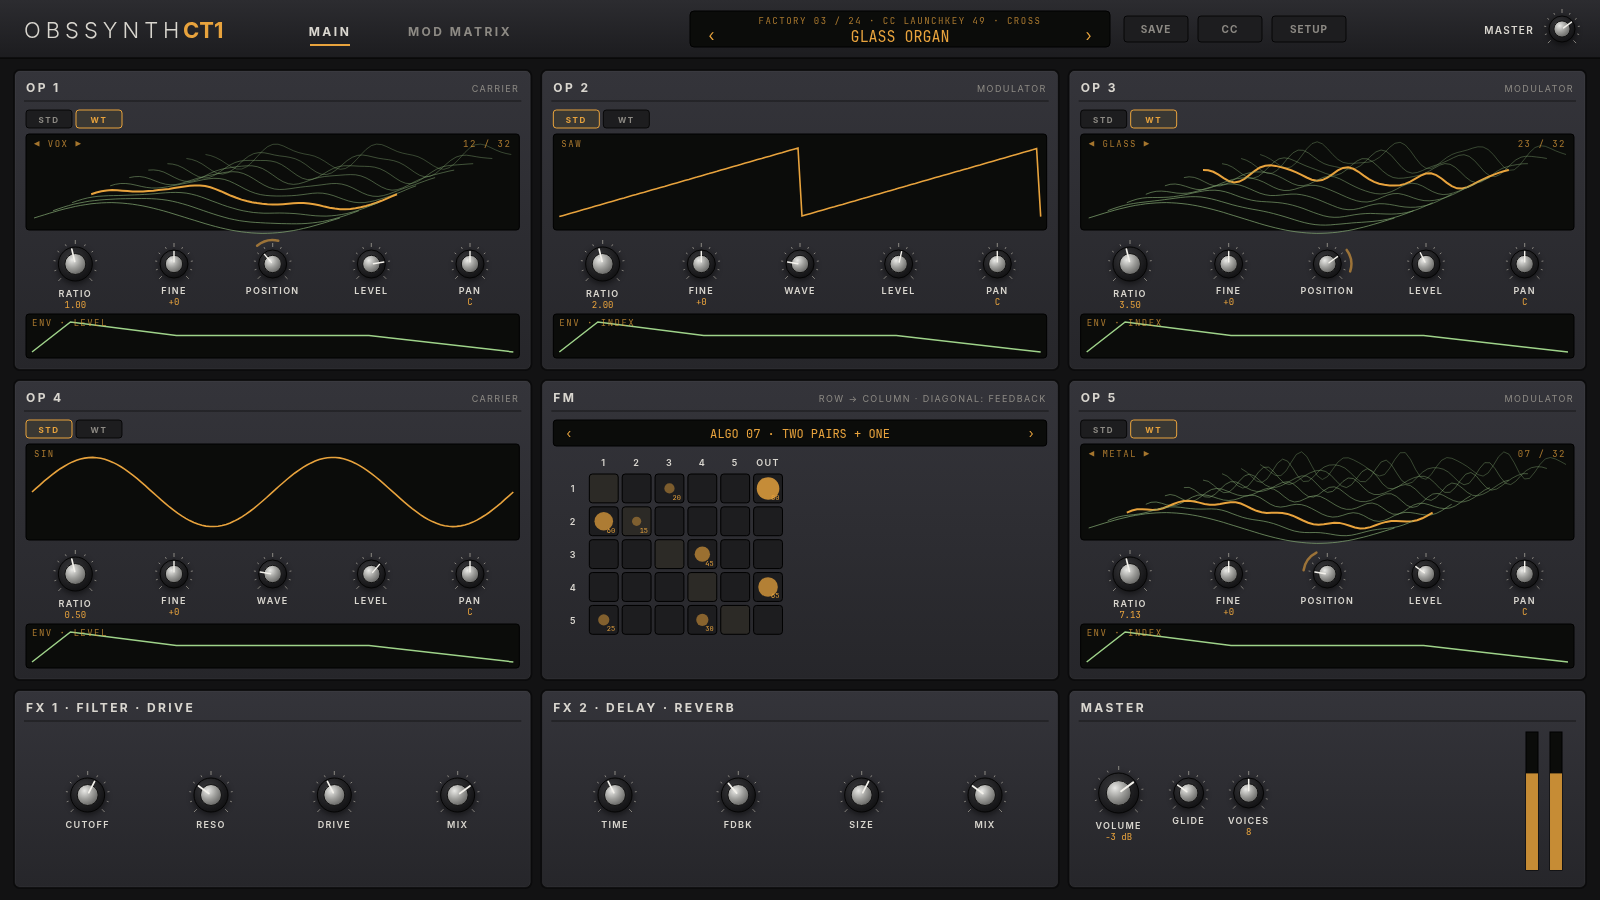 OBSSYNTHCT1
MAIN
MOD MATRIX
FACTORY 03 / 24 · CC LAUNCHKEY 49 · CROSS
‹ GLASS ORGAN ›
SAVE
CC
SETUP
MASTER
OP 1
CARRIER
STD
WT
◄ VOX ►
12 / 32
RATIO
1.00
FINE
+0
POSITION
LEVEL
PAN
C
ENV · LEVEL
OP 2
MODULATOR
STD
WT
SAW
RATIO
2.00
FINE
+0
WAVE
LEVEL
PAN
C
ENV · INDEX
OP 3
MODULATOR
STD
WT
◄ GLASS ►
23 / 32
RATIO
3.50
FINE
+0
POSITION
LEVEL
PAN
C
ENV · INDEX
OP 4
CARRIER
STD
WT
SIN
RATIO
0.50
FINE
+0
WAVE
LEVEL
PAN
C
ENV · LEVEL
FM
ROW → COLUMN · DIAGONAL: FEEDBACK
‹ ALGO 07 · TWO PAIRS + ONE ›
1 2 3 4 5 OUT
1 20
2 60 15
3 45
4
5 25 30
OP 5
MODULATOR
STD
WT
◄ METAL ►
07 / 32
RATIO
7.13
FINE
+0
POSITION
LEVEL
PAN
C
ENV · INDEX
FX 1 · FILTER · DRIVE
CUTOFF
RESO
DRIVE
MIX
FX 2 · DELAY · REVERB
TIME
FDBK
SIZE
MIX
MASTER
VOLUME
-3 dB
GLIDE
VOICES
8